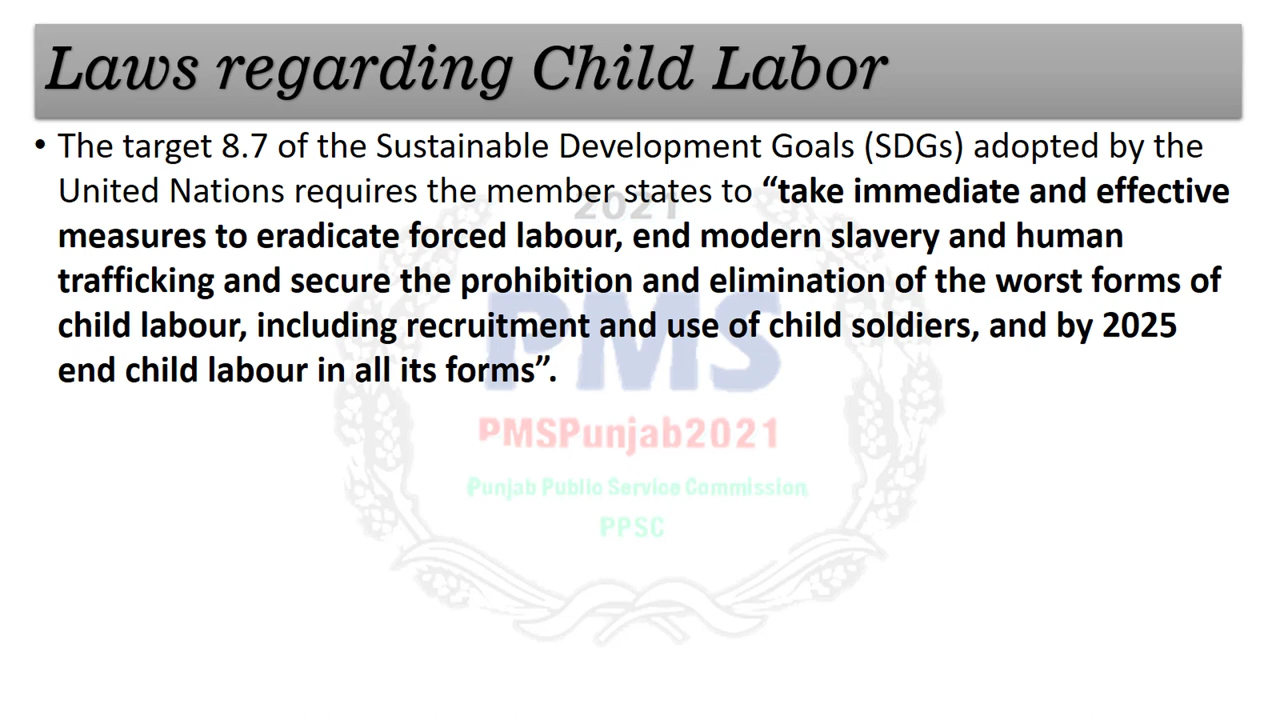 Laws regarding Child Labor
• The target 8.7 of the Sustainable Development Goals (SDGs) adopted by the
United Nations requires the member states to “take immediate and effective
measures to eradicate forced labour, end modern slavery and human
trafficking and secure the prohibition and elimination of the worst forms of
child labour, including recruitment and use of child soldiers, and by 2025
end child labour in all its forms”.
2021
PMS
PMSPunjab2021
Punjab Public Service Commission
PPSC